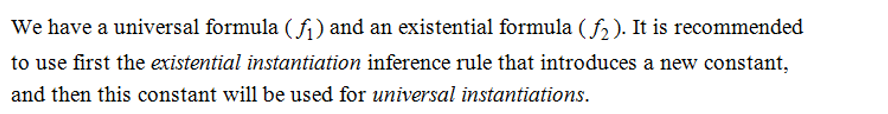 We have a universal formula ( f₁ ) and an existential formula ( f₂ ). It is recommended
to use first the existential instantiation inference rule that introduces a new constant,
and then this constant will be used for universal instantiations.